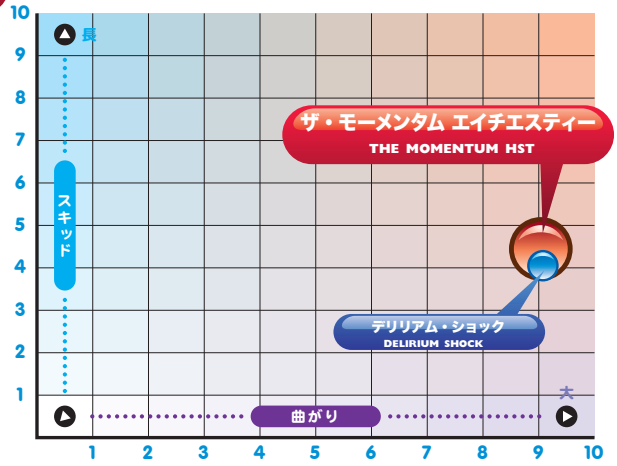 10
長
9
8
7
6
5
4
3
2
1
スキッド
ザ・モーメンタム エイチエスティー
THE MOMENTUM HST
デリリアム・ショック
DELIRIUM SHOCK
大
曲がり
1 2 3 4 5 6 7 8 9 10